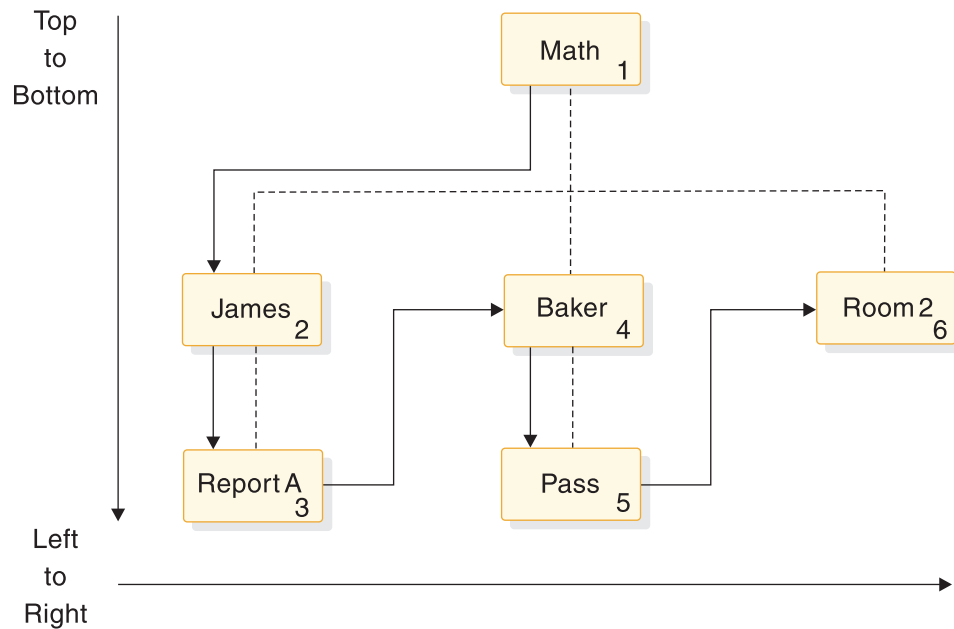 Top
to
Bottom
Math
1
James
2
Baker
4
Room 2
6
Report A
3
Pass
5
Left
to
Right